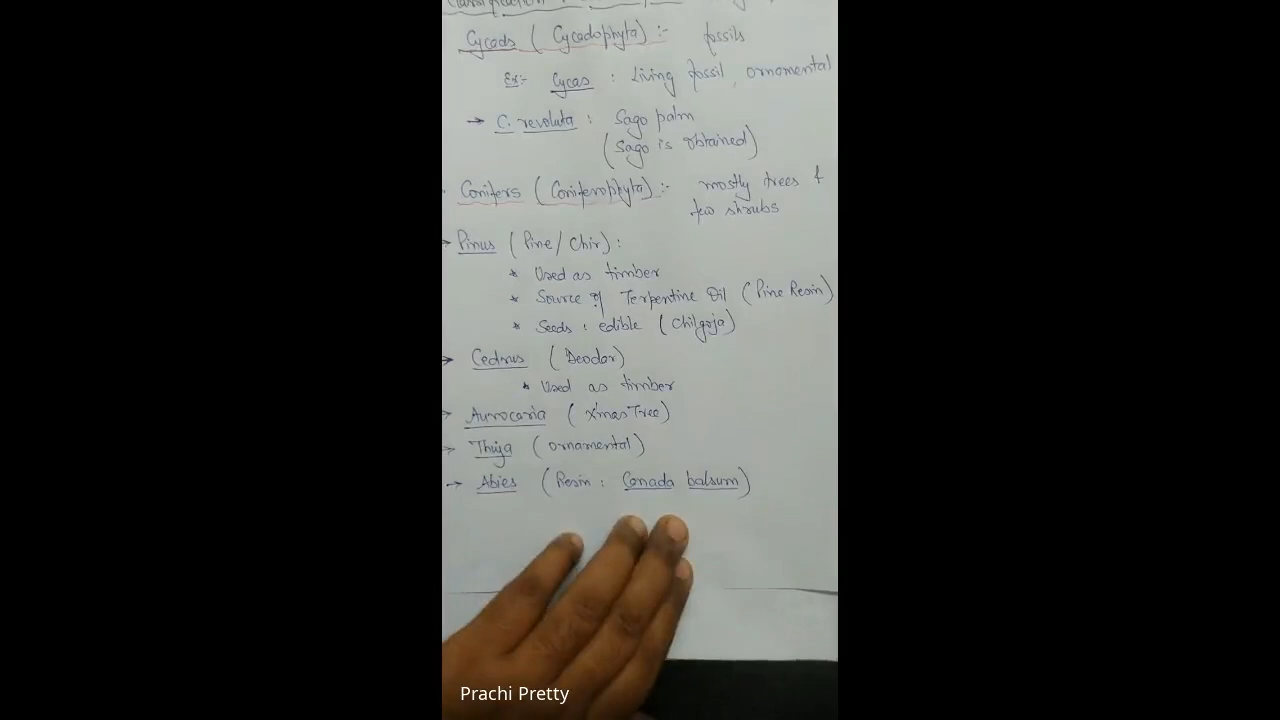 Classification
Cycads ( Cycadophyta) :- fossils
Ex:- Cycas : Living fossil, ornomental
→ C. revoluta : Sago palm
(Sago is obtained)
Conifers ( Coniferophyta) :- mostly trees &
few shrubs
→ Pinus ( Pine / Chir) :
* Used as timber
* Source of Terpentine Oil ( Pine Resin)
* Seeds : edible ( Chilgoja)
→ Cedrus ( Deodar)
* Used as timber
→ Aurocaria ( X'mas Tree)
→ Thuja ( ornamental)
→ Abies ( Resin : Canada balsum)
Prachi Pretty